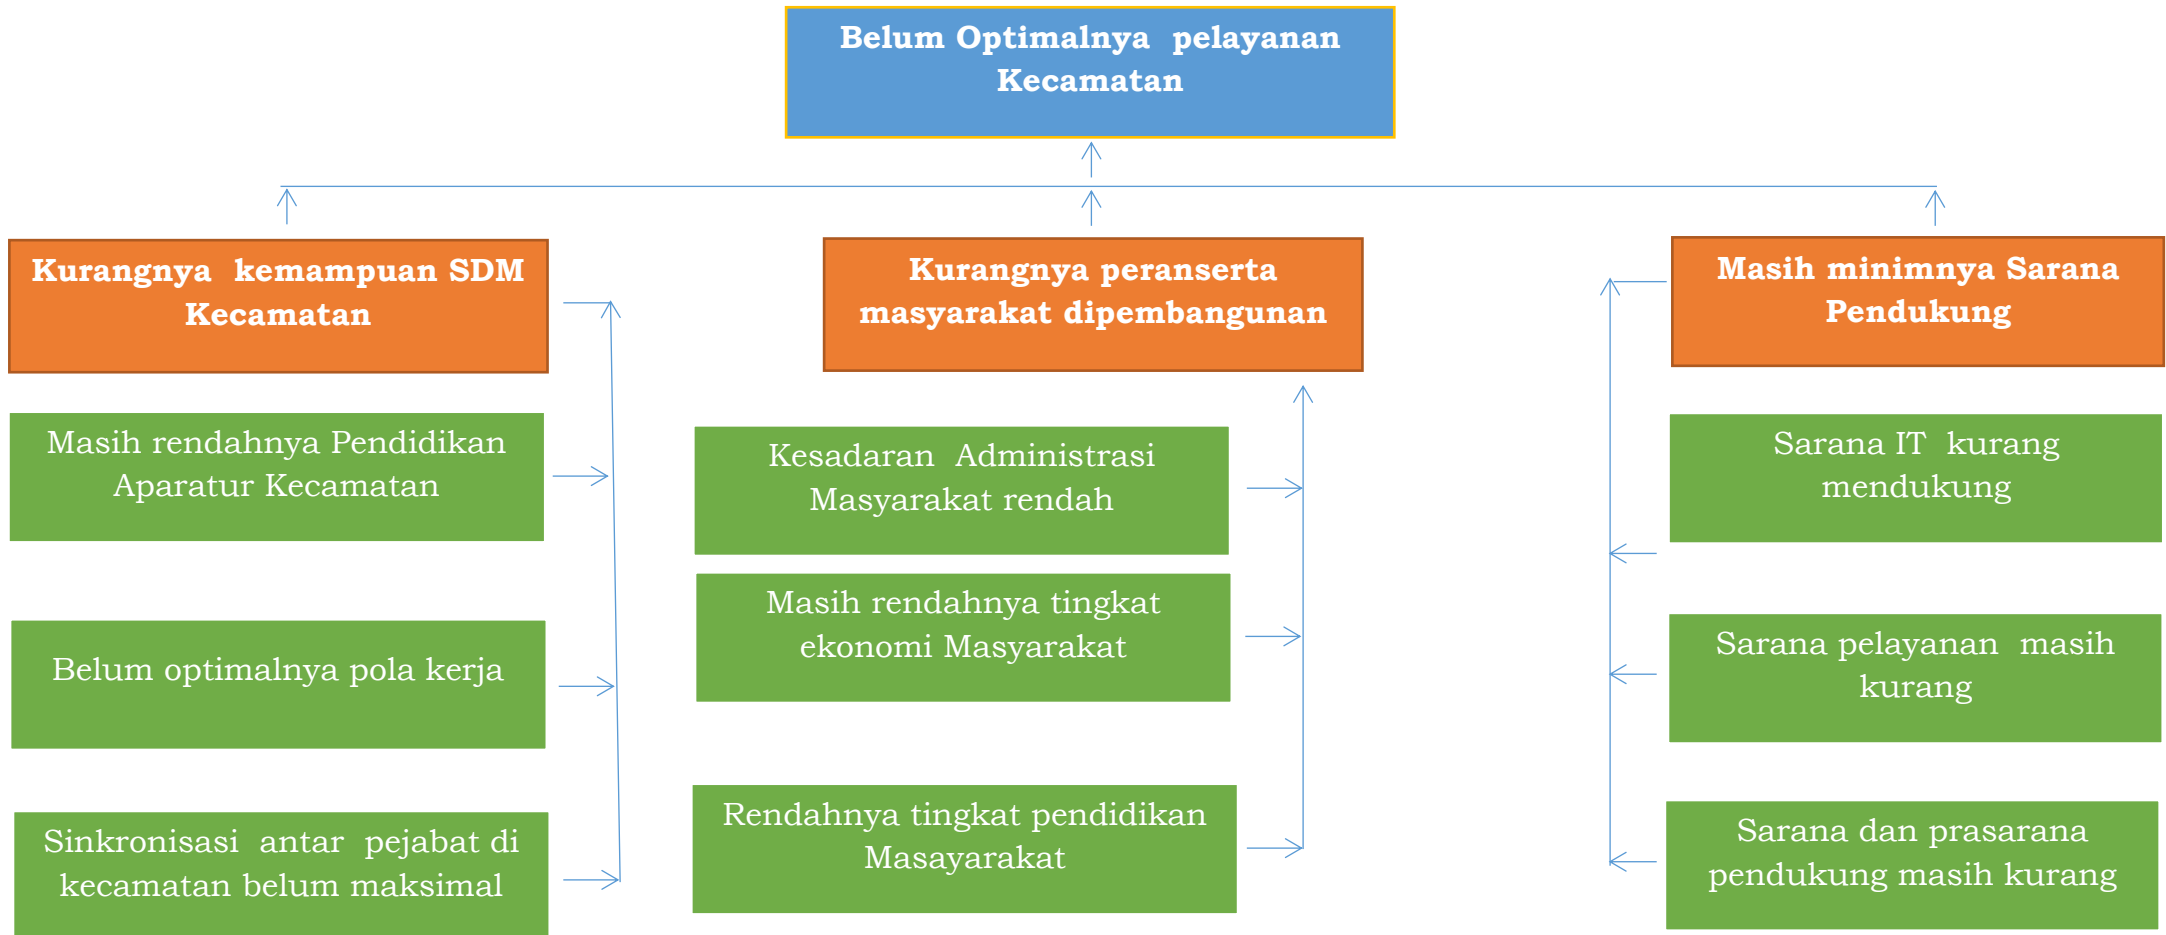 Belum Optimalnya  pelayanan
Kecamatan
Kurangnya  kemampuan SDM
Kecamatan
Kurangnya peranserta
masyarakat dipembangunan
Masih minimnya Sarana
Pendukung
Masih rendahnya Pendidikan
Aparatur Kecamatan
Belum optimalnya pola kerja
Sinkronisasi  antar  pejabat di
kecamatan belum maksimal
Kesadaran  Administrasi
Masyarakat rendah
Masih rendahnya tingkat
ekonomi Masyarakat
Rendahnya tingkat pendidikan
Masayarakat
Sarana IT  kurang
mendukung
Sarana pelayanan  masih
kurang
Sarana dan prasarana
pendukung masih kurang